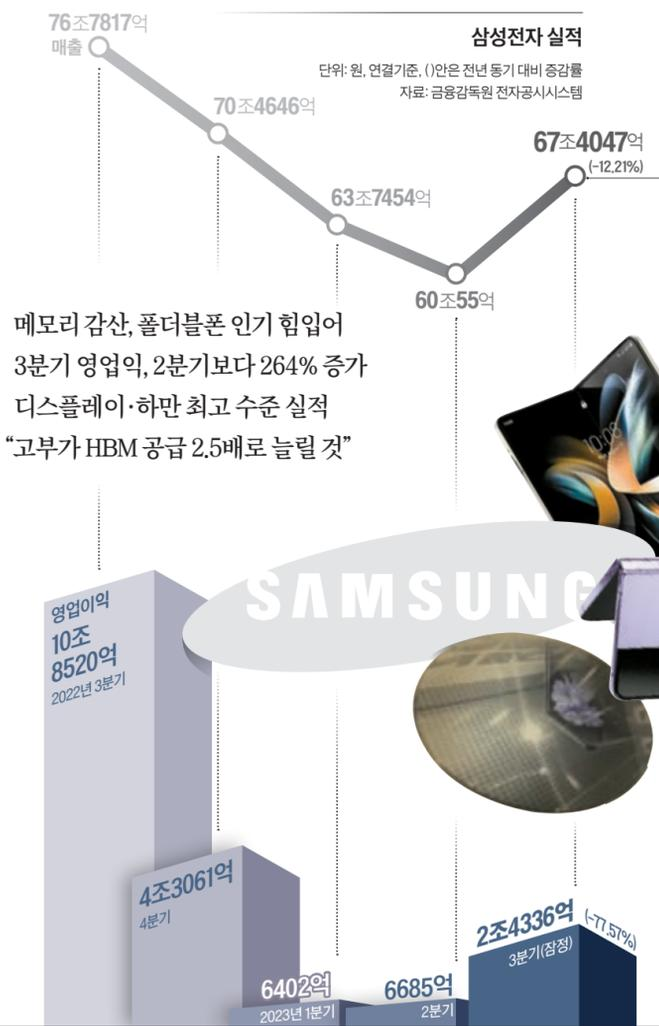 76조7817억
매출
삼성전자 실적
단위: 원, 연결기준, ( )안은 전년 동기 대비 증감률
자료: 금융감독원 전자공시시스템
70조4646억
67조4047억
(-12.21%)
63조7454억
60조55억
메모리 감산, 폴더블폰 인기 힘입어
3분기 영업익, 2분기보다 264% 증가
디스플레이·하만 최고 수준 실적
“고부가 HBM 공급 2.5배로 늘릴 것”
10:08
SAMSUNG
영업이익
10조
8520억
2022년 3분기
4조3061억
4분기
6402억
2023년 1분기
6685억
2분기
2조4336억
(-77.57%)
3분기(잠정)